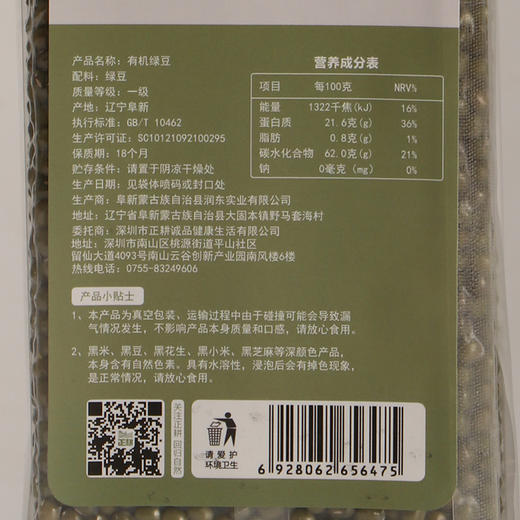 产品名称：有机绿豆
配料：绿豆
质量等级：一级
产地：辽宁阜新
执行标准：GB/T 10462
生产许可证：SC10121092100295
保质期：18个月
贮存条件：请置于阴凉干燥处
生产日期：见袋体喷码或封口处
生产商：阜新蒙古族自治县润东实业有限公司
地址：辽宁省阜新蒙古族自治县大固本镇野马套海村
委托商：深圳市正耕诚品健康生活有限公司
地址：深圳市南山区桃源街道平山社区
留仙大道4093号南山云谷创新产业园南风楼6楼
热线电话：0755-83249606
营养成分表
项目 每100克 NRV%
能量 1322千焦(kJ) 16%
蛋白质 21.6克(g) 36%
脂肪 0.8克(g) 1%
碳水化合物 62.0克(g) 21%
钠 0毫克(mg) 0%
产品小贴士
1、本产品为真空包装、运输过程中由于碰撞可能会导致漏
气情况发生，不影响产品本身质量和口感，请放心食用。
2、黑米、黑豆、黑花生、黑小米、黑芝麻等深颜色产品，
本身含有自然色素。具有水溶性，浸泡后会有掉色现象，
是正常情况，请放心食用。
正耕
关注正耕 回归自然
请爱护
环境卫生
6 928062 656475